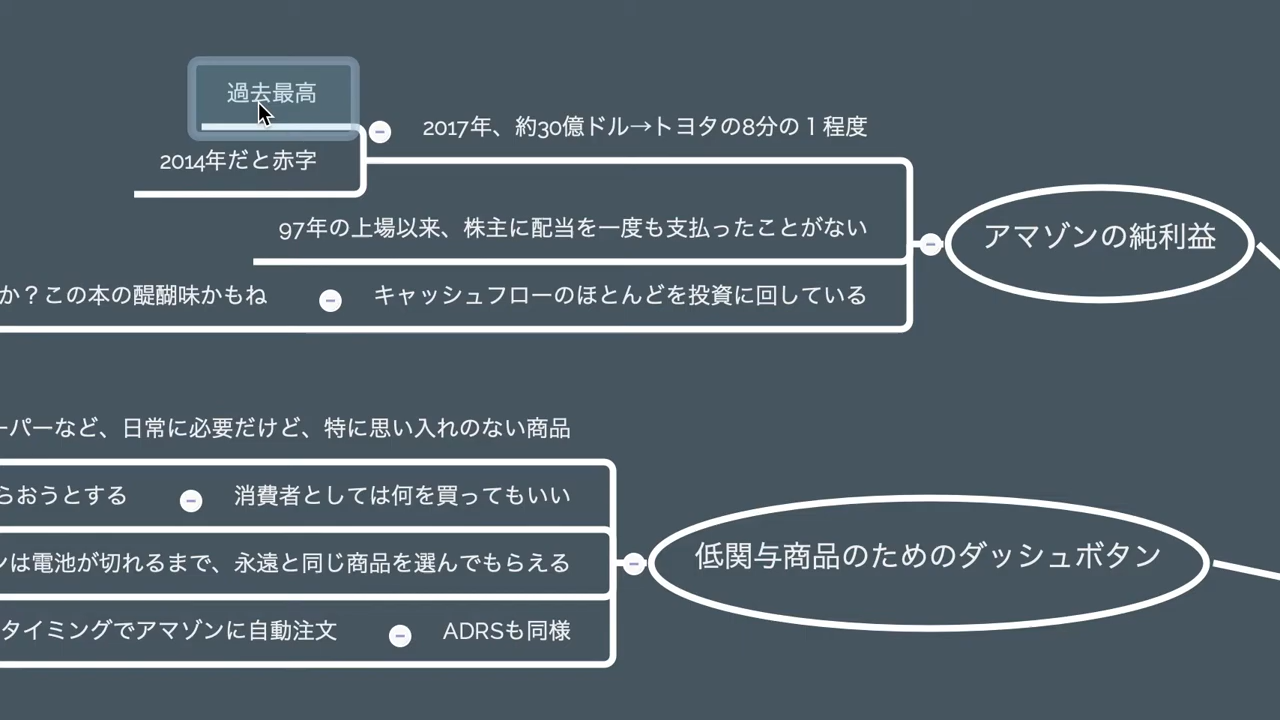 過去最高
2017年、約30億ドル→トヨタの8分の１程度
2014年だと赤字
97年の上場以来、株主に配当を一度も支払ったことがない
アマゾンの純利益
か？この本の醍醐味かもね
キャッシュフローのほとんどを投資に回している
ーパーなど、日常に必要だけど、特に思い入れのない商品
らおうとする
消費者としては何を買ってもいい
ンは電池が切れるまで、永遠と同じ商品を選んでもらえる
低関与商品のためのダッシュボタン
タイミングでアマゾンに自動注文
ADRSも同様